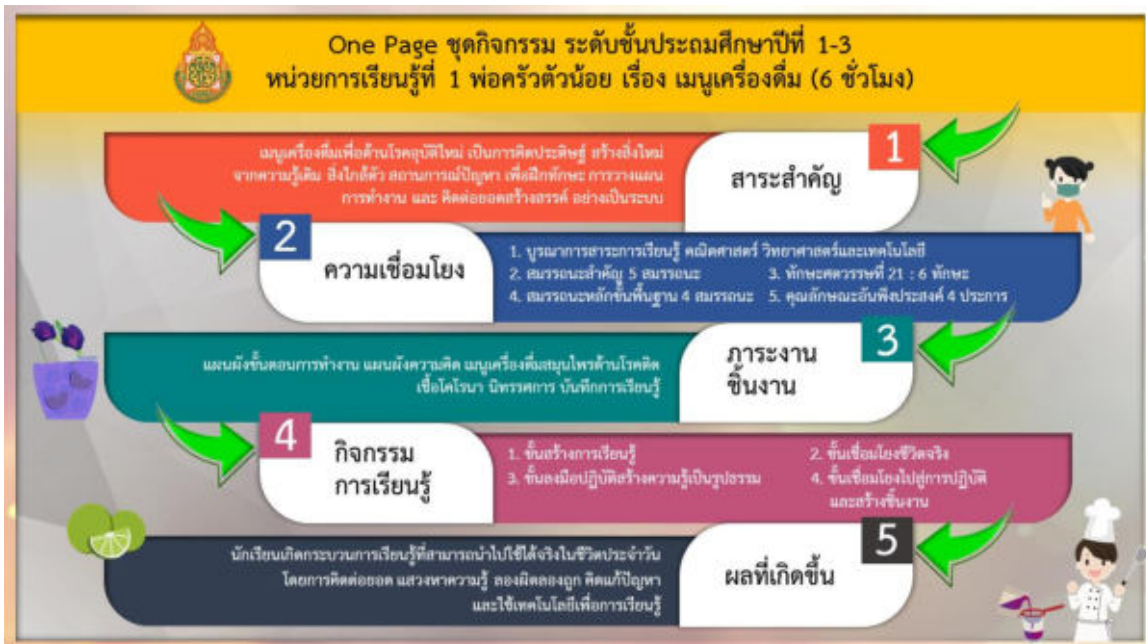 One Page ชุดกิจกรรม ระดับชั้นประถมศึกษาปีที่ 1-3
หน่วยการเรียนรู้ที่ 1 พ่อครัวตัวน้อย เรื่อง เมนูเครื่องดื่ม (6 ชั่วโมง)
1
สาระสำคัญ
เมนูเครื่องดื่มเพื่อต้านโรคอุบัติใหม่ เป็นการคิดประดิษฐ์ สร้างสิ่งใหม่
จากความรู้เดิม สิ่งใกล้ตัว สถานการณ์ปัญหา เพื่อฝึกทักษะ การวางแผน
การทำงาน และ คิดต่อยอดสร้างสรรค์ อย่างเป็นระบบ
2
ความเชื่อมโยง
1. บูรณาการสาระการเรียนรู้ คณิตศาสตร์ วิทยาศาสตร์และเทคโนโลยี
2. สมรรถนะสำคัญ 5 สมรรถนะ 3. ทักษะศตวรรษที่ 21 : 6 ทักษะ
4. สมรรถนะหลักขั้นพื้นฐาน 4 สมรรถนะ 5. คุณลักษณะอันพึงประสงค์ 4 ประการ
3
ภาระงาน
ชิ้นงาน
แผนผังขั้นตอนการทำงาน แผนผังความคิด เมนูเครื่องดื่มสมุนไพรต้านโรคติด
เชื้อโคโรนา นิทรรศการ บันทึกการเรียนรู้
4
กิจกรรม
การเรียนรู้
1. ขั้นสร้างการเรียนรู้ 2. ขั้นเชื่อมโยงชีวิตจริง
3. ขั้นลงมือปฏิบัติสร้างความรู้เป็นรูปธรรม 4. ขั้นเชื่อมโยงไปสู่การปฏิบัติ
และสร้างชิ้นงาน
5
ผลที่เกิดขึ้น
นักเรียนเกิดกระบวนการเรียนรู้ที่สามารถนำไปใช้ได้จริงในชีวิตประจำวัน
โดยการคิดต่อยอด แสวงหาความรู้ ลองผิดลองถูก คิดแก้ปัญหา
และใช้เทคโนโลยีเพื่อการเรียนรู้